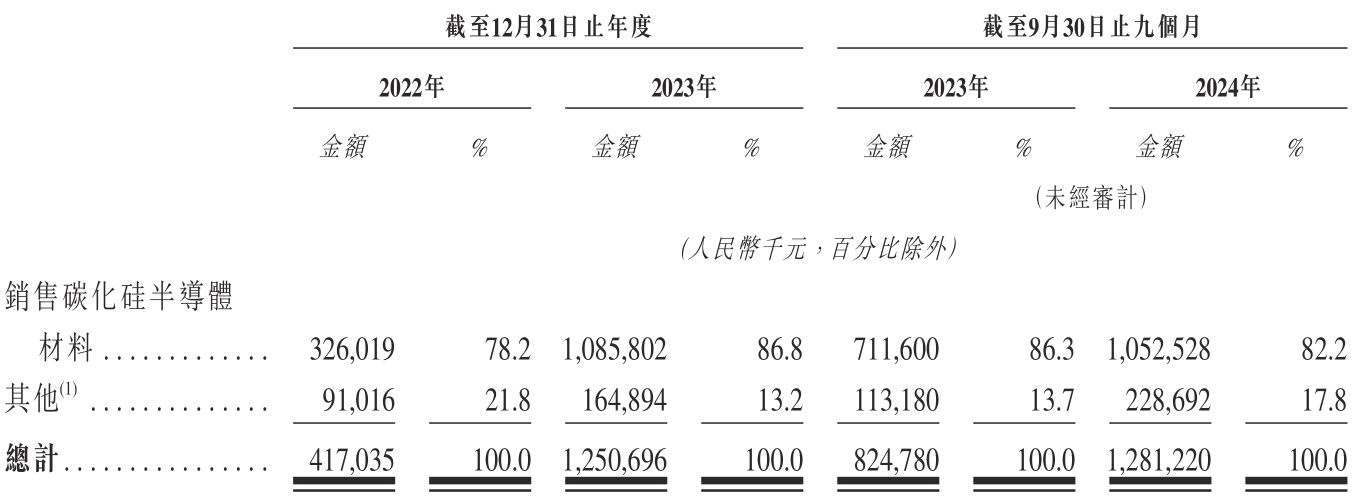 截至12月31日止年度 截至9月30日止九個月
2022年 2023年 2023年 2024年
金額 % 金額 % 金額 % 金額 %
(未經審計)
(人民幣千元，百分比除外)
銷售碳化硅半導體
材料 ............. 326,019 78.2 1,085,802 86.8 711,600 86.3 1,052,528 82.2
其他(1) .............. 91,016 21.8 164,894 13.2 113,180 13.7 228,692 17.8
總計................ 417,035 100.0 1,250,696 100.0 824,780 100.0 1,281,220 100.0